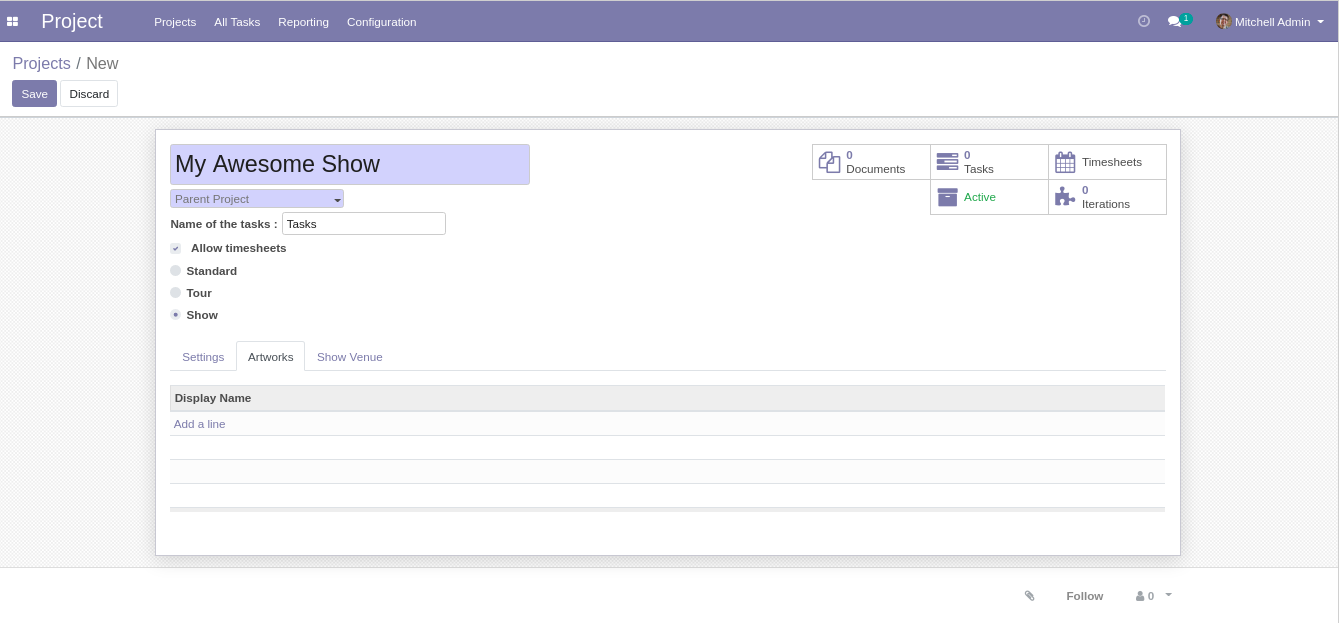 Project Projects All Tasks Reporting Configuration 1 Mitchell Admin
Projects / New
Save Discard
My Awesome Show
0 Documents
0 Tasks
Timesheets
Parent Project
Active
0 Iterations
Name of the tasks : Tasks
Allow timesheets
Standard
Tour
Show
Settings Artworks Show Venue
Display Name
Add a line
Follow 0